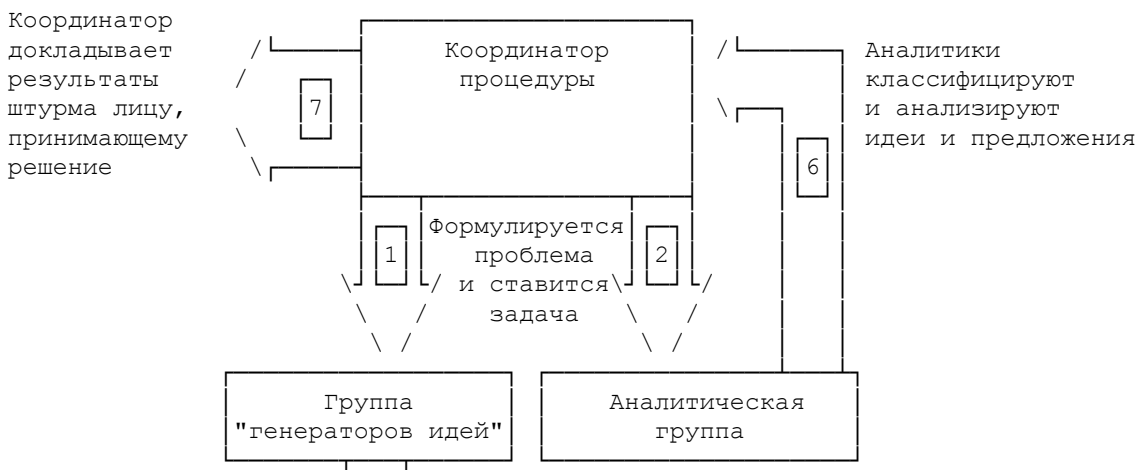 Координатор
докладывает
результаты
штурма лицу,
принимающему
решение
7
Координатор
процедуры
Аналитики
классифицируют
и анализируют
идеи и предложения
6
1
Формулируется
проблема
и ставится
задача
2
Группа
"генераторов идей"
Аналитическая
группа